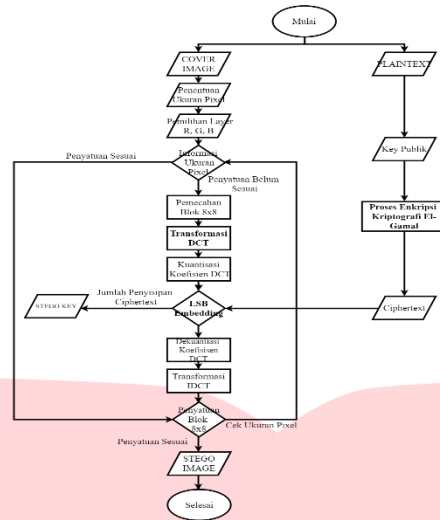 Mulai
COVER
IMAGE
PLAINTEXT
Penentuan
Ukuran Pixel
Pemilihan Layer
R, G, B
Key Publik
Penyatuan Sesuai
Informasi
Ukuran
Pixel
Penyatuan Belum
Sesuai
Pemecahan
Blok 8x8
Proses Enkripsi
Kriptografi El-
Gamal
Transformasi
DCT
Kuantisasi
Koefisien DCT
Jumlah Penyisipan
Ciphertext
STEGO KEY
LSB
Embedding
Ciphertext
Dekuantisasi
Koefisisen
DCT
Transformasi
IDCT
Penyatuan
Blok
8x8
Cek Ukuran Pixel
Penyatuan Sesuai
STEGO
IMAGE
Selesai